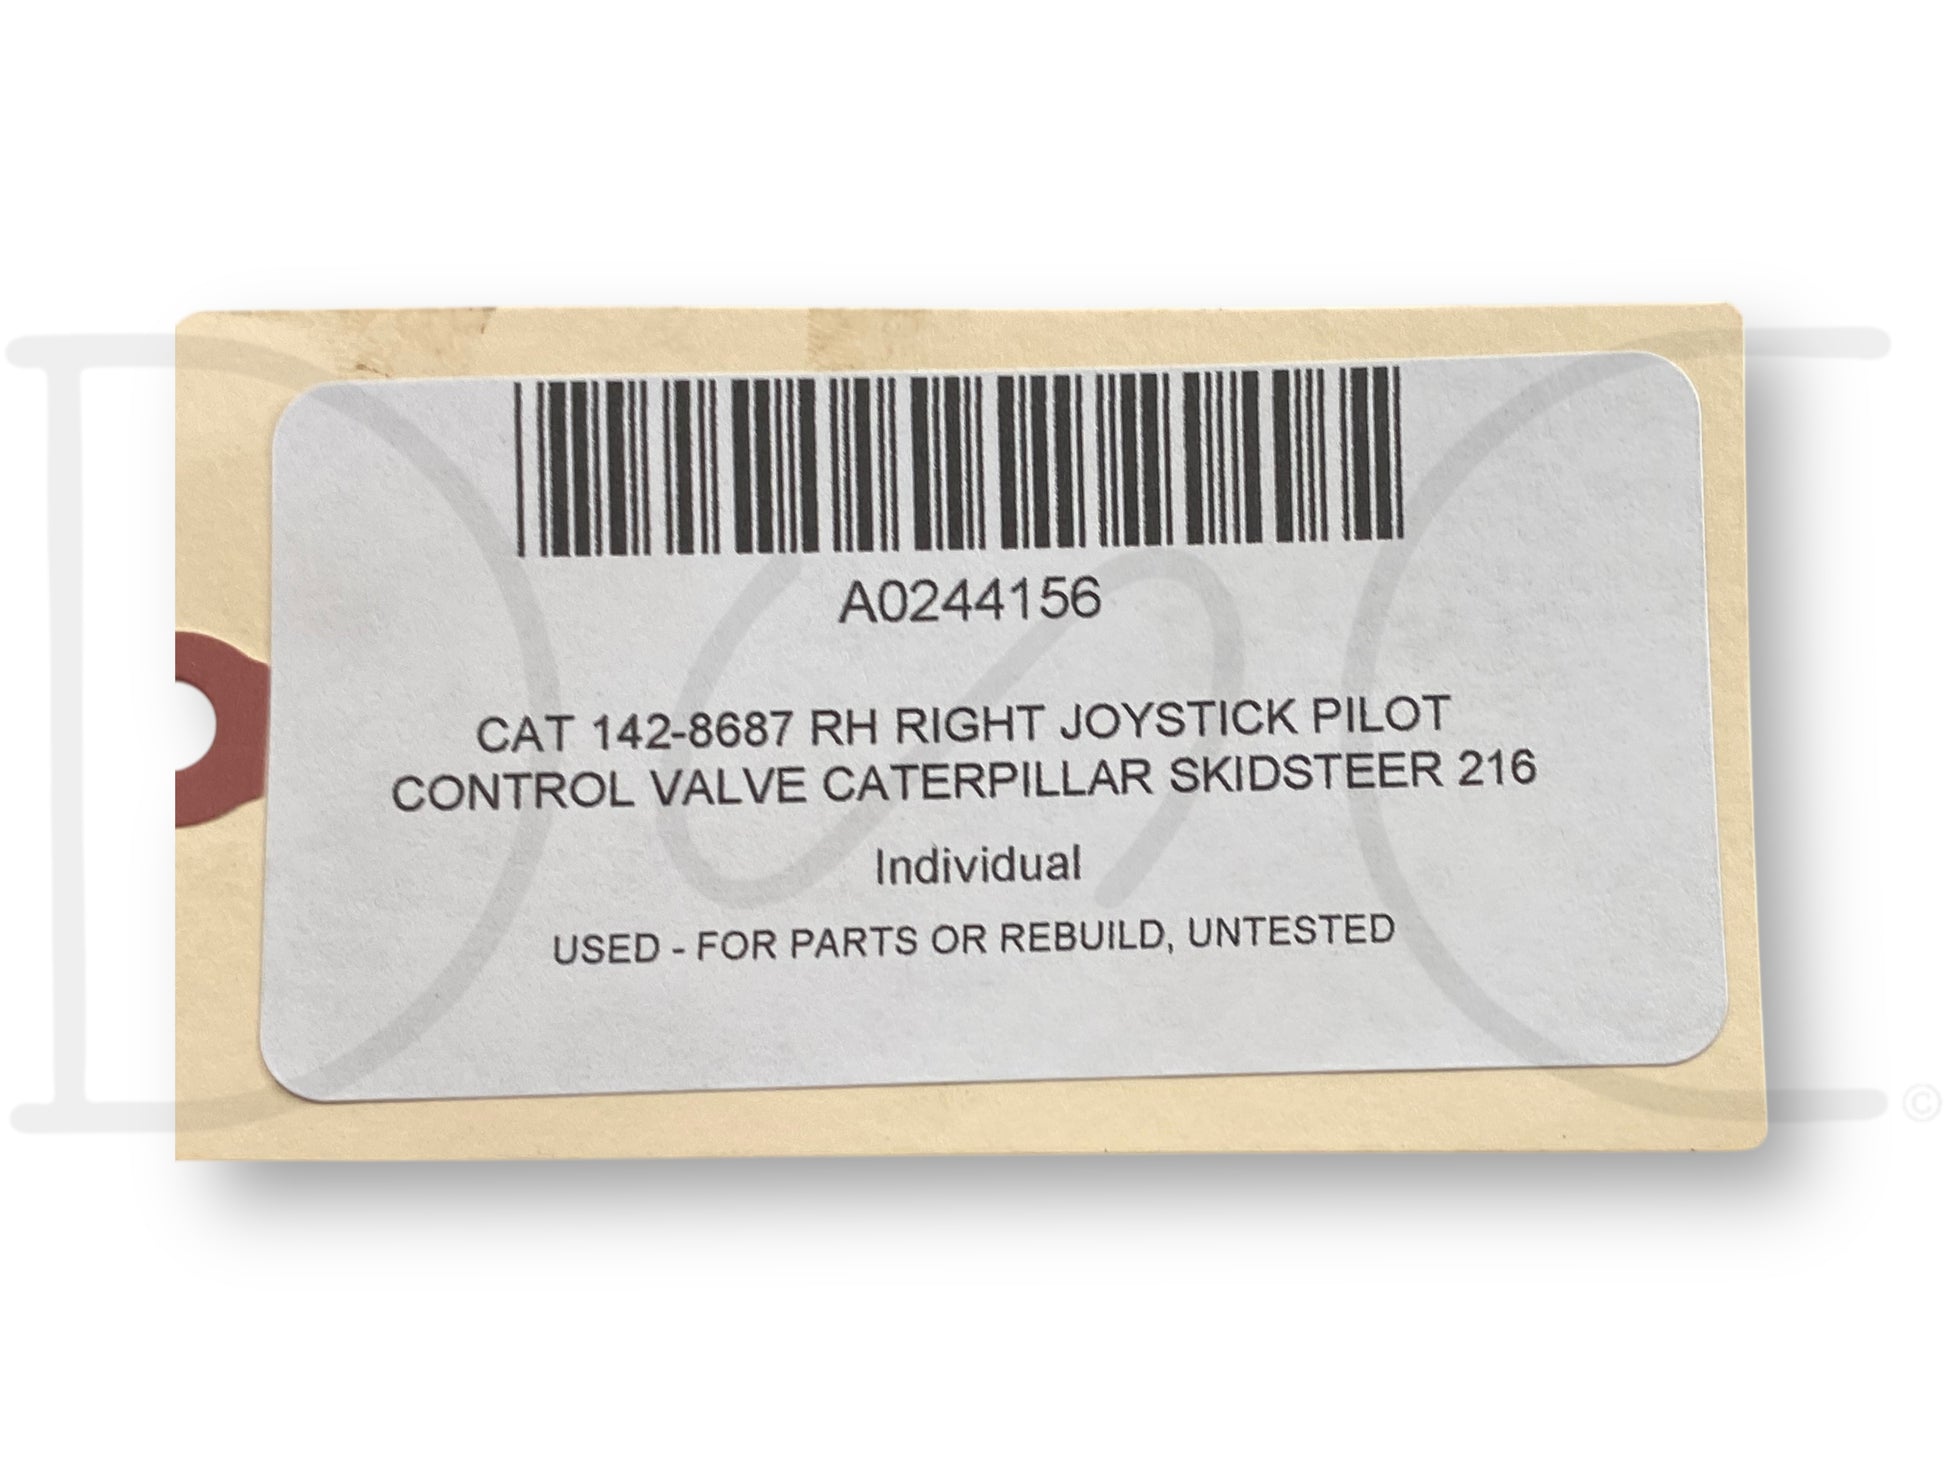 A0244156
CAT 142-8687 RH RIGHT JOYSTICK PILOT
CONTROL VALVE CATERPILLAR SKIDSTEER 216
Individual
USED - FOR PARTS OR REBUILD, UNTESTED
©